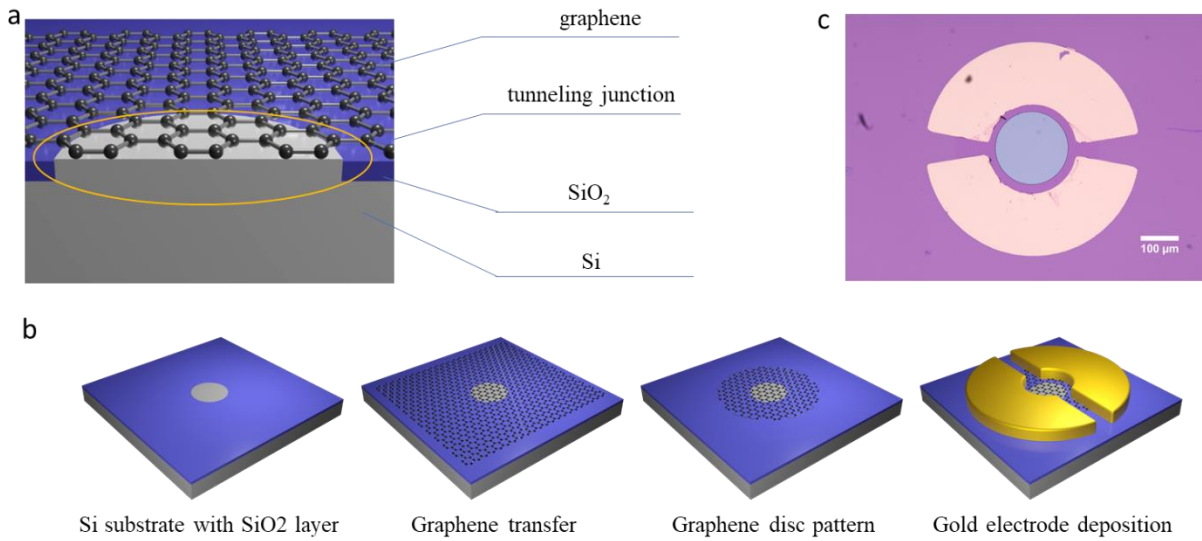 a
graphene
tunneling junction
SiO₂
Si
c
100 μm
b
Si substrate with SiO2 layer
Graphene transfer
Graphene disc pattern
Gold electrode deposition